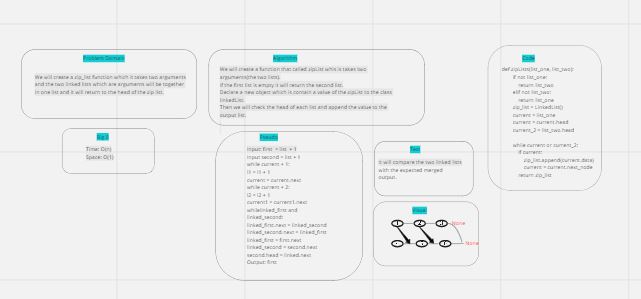 Problem Domain
We will create a zip_list function which it takes two arguments
and the two linked lists which are arguments will be together
in one list and it will return to the head of the zip list.
Algorithm
We will create a function that called zipList whis is takes two
arguments(the two lists).
if the first list is empty it will return the second list.
Declare a new object which is contain a value of the zipList to the class
linkedList.
Then we will check the head of each list and append the value to the
output list.
Code
def zipLists(list_one, list_two):
if not list_one:
return list_two
elif not list_two:
return list_one
zip_list = LinkedList()
current = list_one
current = current.head
current_2 = list_two.head
while current or current_2:
if current:
zip_list.append(current.data)
current = current.next_node
return zip_list
Big O
Time: O(n)
Space: O(1)
Pseudo
input first = list + 1
input second = list + 1
while current + 1:
l1 = l1 + 1
current = current.next
while current + 2:
l2 = l2 + 1
current1 = current1.next
whilelinked_first and
linked_second:
linked_first.next = linked_second
linked_second.next = linked_first
linked_first = first.next
linked_second = second.next
second.head = linked.next
Output: first
Test
it will compare the two linked lists
with the expected merged
output.
Visual
1
2
3
None
None